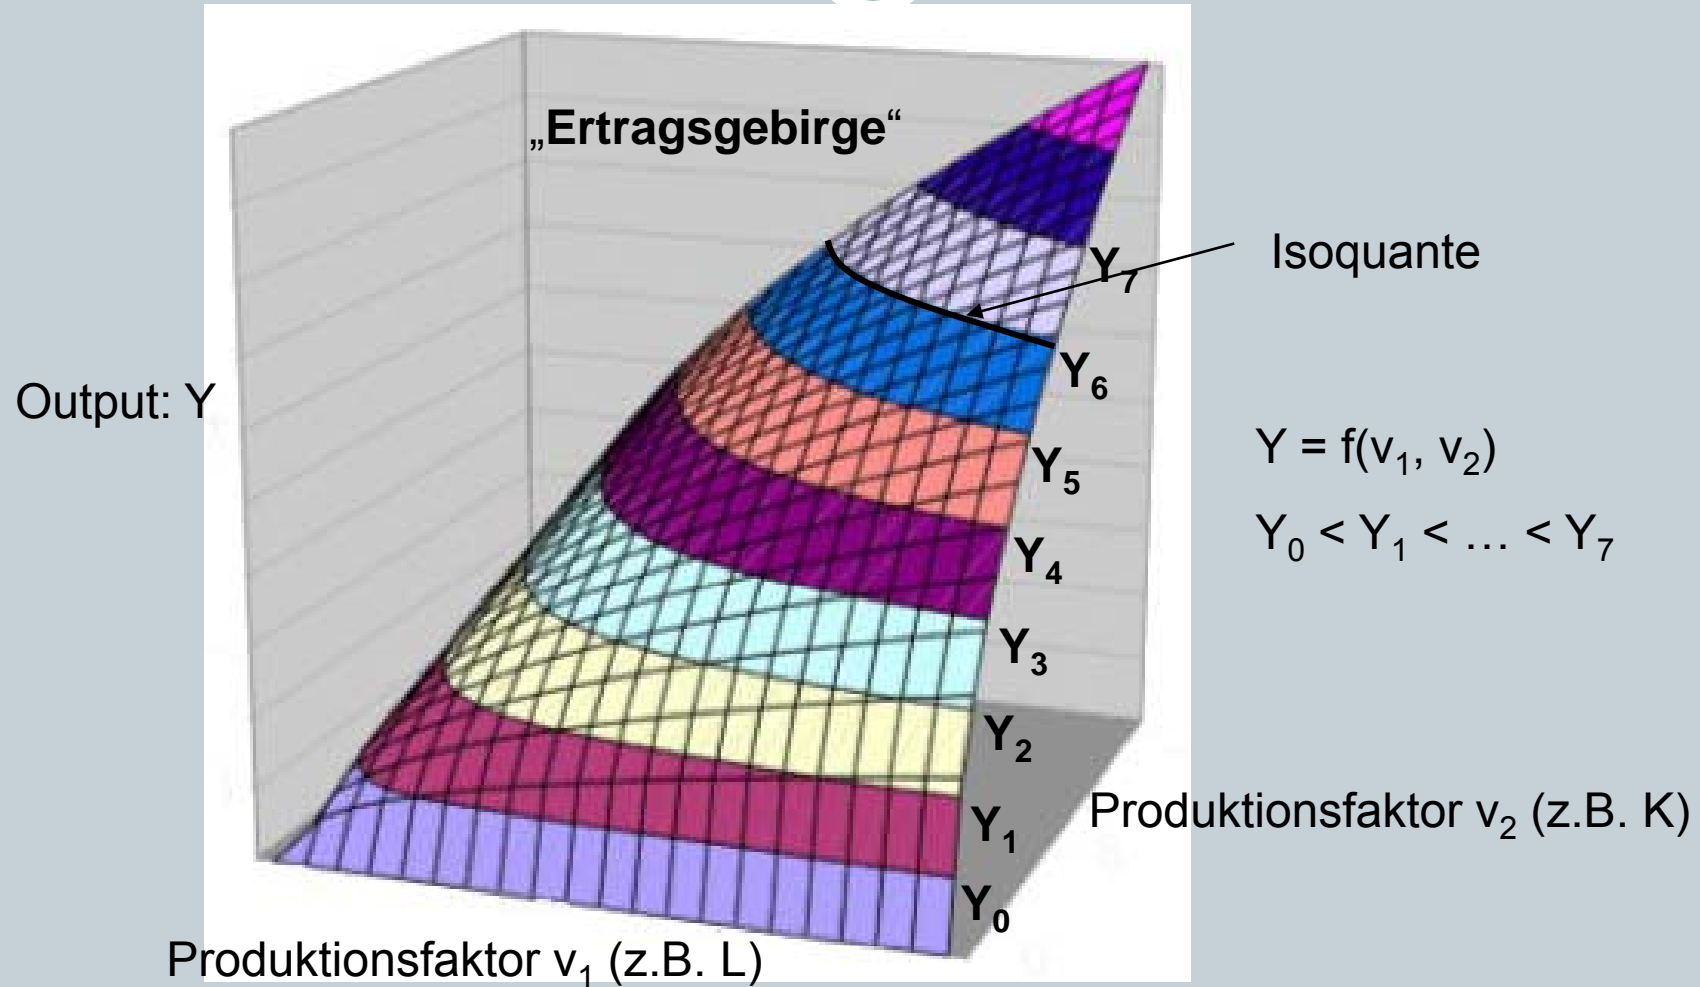 „Ertragsgebirge“
Isoquante
Y₇
Y₆
Output: Y
Y = f(v₁, v₂)
Y₅
Y₀ < Y₁ < … < Y₇
Y₄
Y₃
Y₂
Produktionsfaktor v₂ (z.B. K)
Y₁
Y₀
Produktionsfaktor v₁ (z.B. L)